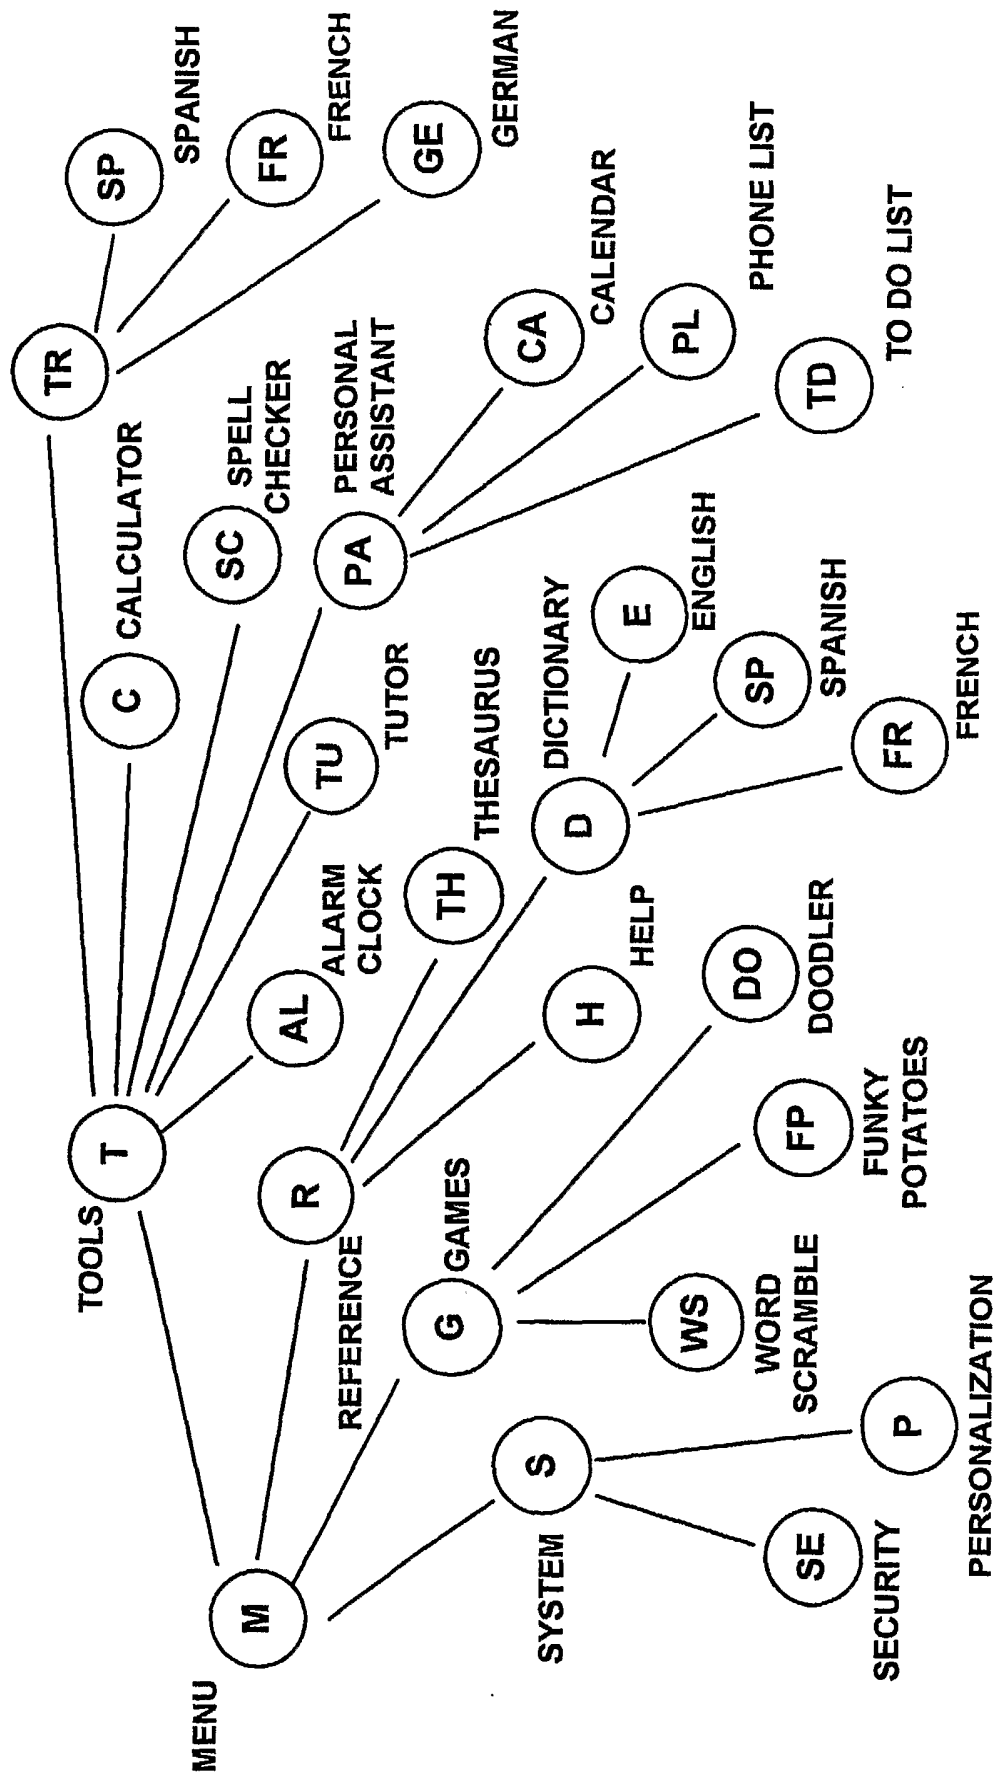 MENU
M
TOOLS
T
TR
SP
SPANISH
FR
FRENCH
GE
GERMAN
C
CALCULATOR
SC
SPELL
CHECKER
PA
PERSONAL
ASSISTANT
CA
CALENDAR
PL
PHONE LIST
TD
TO DO LIST
TU
TUTOR
AL
ALARM
CLOCK
REFERENCE
R
TH
THESAURUS
D
DICTIONARY
E
ENGLISH
SP
SPANISH
FR
FRENCH
H
HELP
G
GAMES
DO
DOODLER
FP
FUNKY
POTATOES
WS
WORD
SCRAMBLE
SYSTEM
S
P
PERSONALIZATION
SE
SECURITY